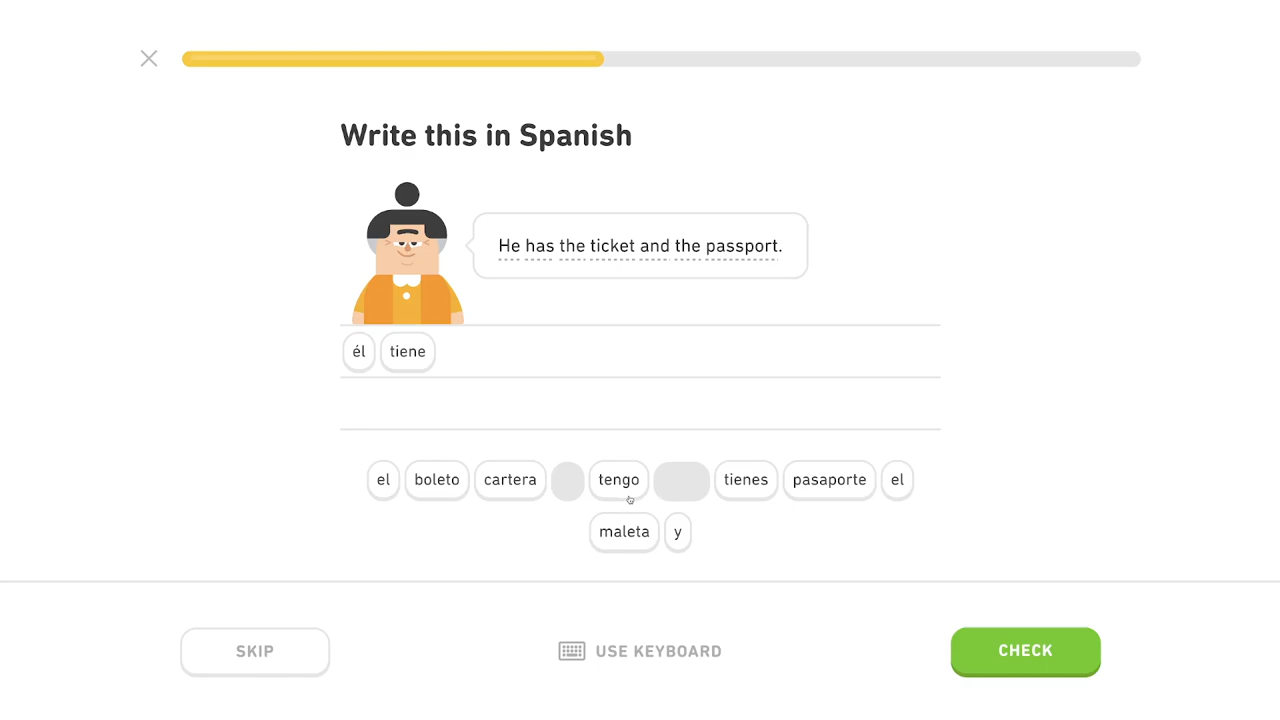 Write this in Spanish
He has the ticket and the passport.
él tiene
el boleto cartera tengo tienes pasaporte el
maleta y
SKIP USE KEYBOARD CHECK